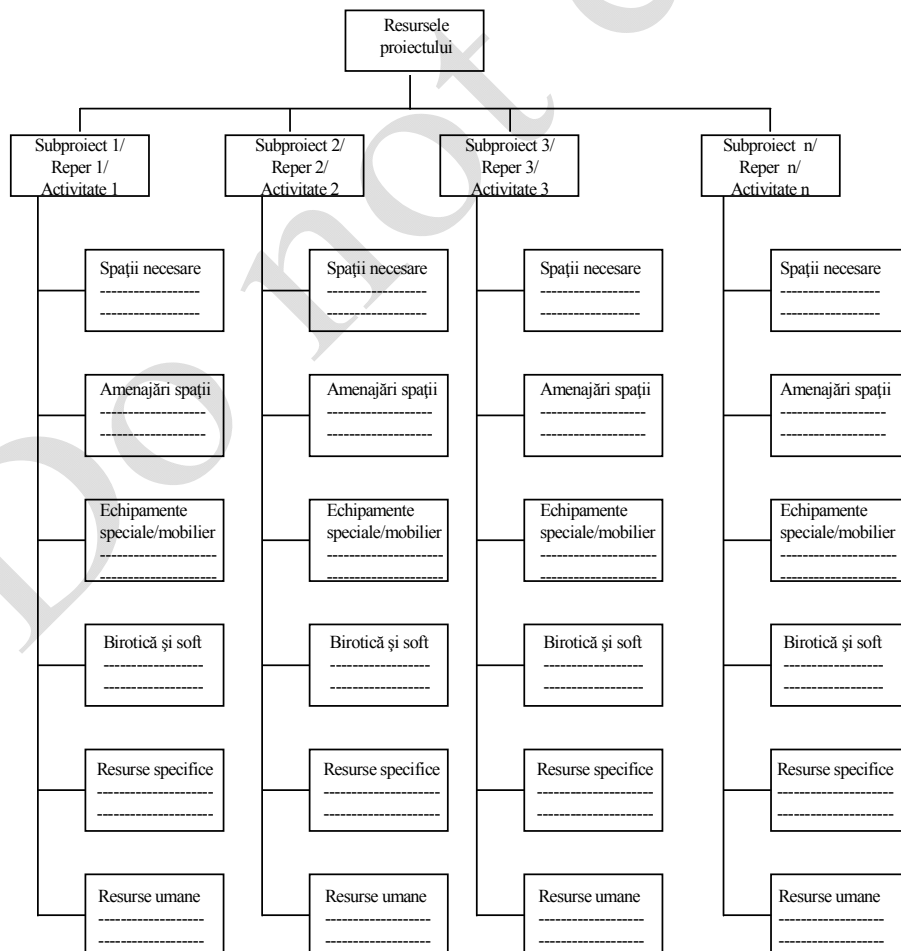 Resursele
proiectului
Subproiect 1/
Reper 1/
Activitate 1
Subproiect 2/
Reper 2/
Activitate 2
Subproiect 3/
Reper 3/
Activitate 3
Subproiect n/
Reper n/
Activitate n
Spaţii necesare
------------------
------------------
Spaţii necesare
------------------
------------------
Spaţii necesare
------------------
------------------
Spaţii necesare
------------------
------------------
Amenajări spaţii
-------------------
-------------------
Amenajări spaţii
-------------------
-------------------
Amenajări spaţii
-------------------
-------------------
Amenajări spaţii
-------------------
-------------------
Echipamente
speciale/mobilier
---------------------
---------------------
Echipamente
speciale/mobilier
---------------------
---------------------
Echipamente
speciale/mobilier
---------------------
---------------------
Echipamente
speciale/mobilier
---------------------
---------------------
Birotică şi soft
------------------
------------------
Birotică şi soft
------------------
------------------
Birotică şi soft
------------------
------------------
Birotică şi soft
------------------
------------------
Resurse specifice
---------------------
---------------------
Resurse specifice
---------------------
---------------------
Resurse specifice
---------------------
---------------------
Resurse specifice
---------------------
---------------------
Resurse umane
-------------------
-------------------
Resurse umane
-------------------
-------------------
Resurse umane
-------------------
-------------------
Resurse umane
-------------------
-------------------
Do not